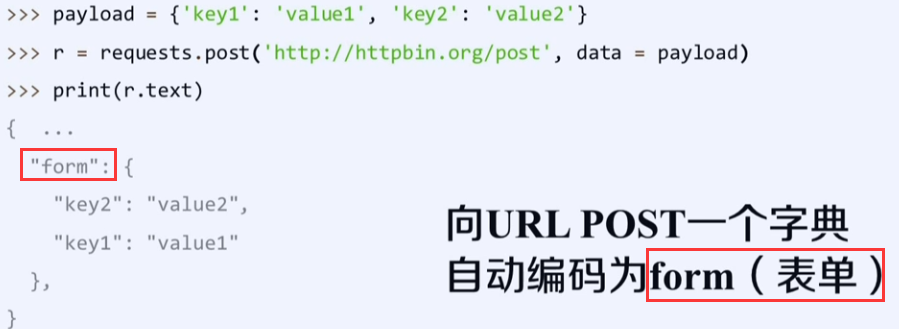 >>> payload = {'key1': 'value1', 'key2': 'value2'}
>>> r = requests.post('http://httpbin.org/post', data = payload)
>>> print(r.text)
{ ...
"form": {
"key2": "value2",
"key1": "value1"
},
}
向URL POST一个字典
自动编码为form（表单）